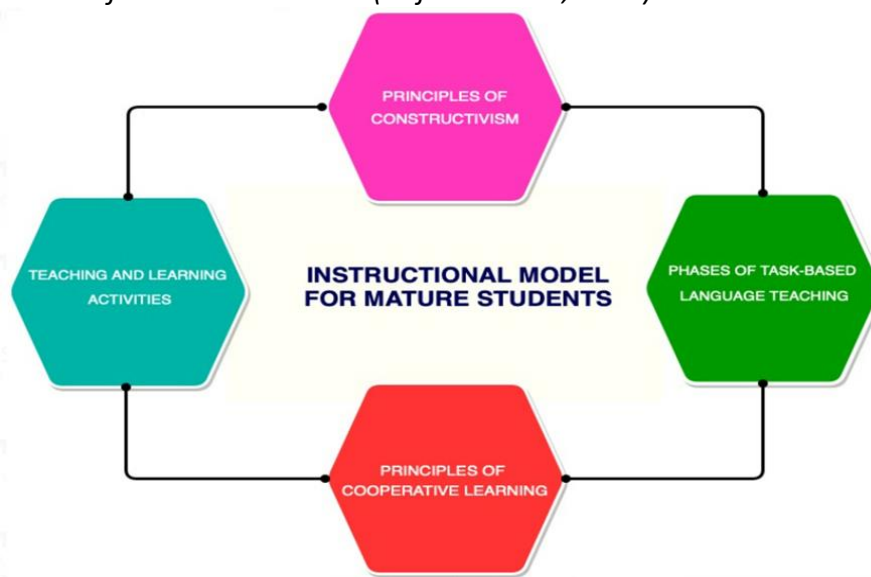 PRINCIPLES OF
CONSTRUCTIVISM
TEACHING AND LEARNING
ACTIVITIES
INSTRUCTIONAL MODEL
FOR MATURE STUDENTS
PHASES OF TASK-BASED
LANGUAGE TEACHING
PRINCIPLES OF
COOPERATIVE LEARNING